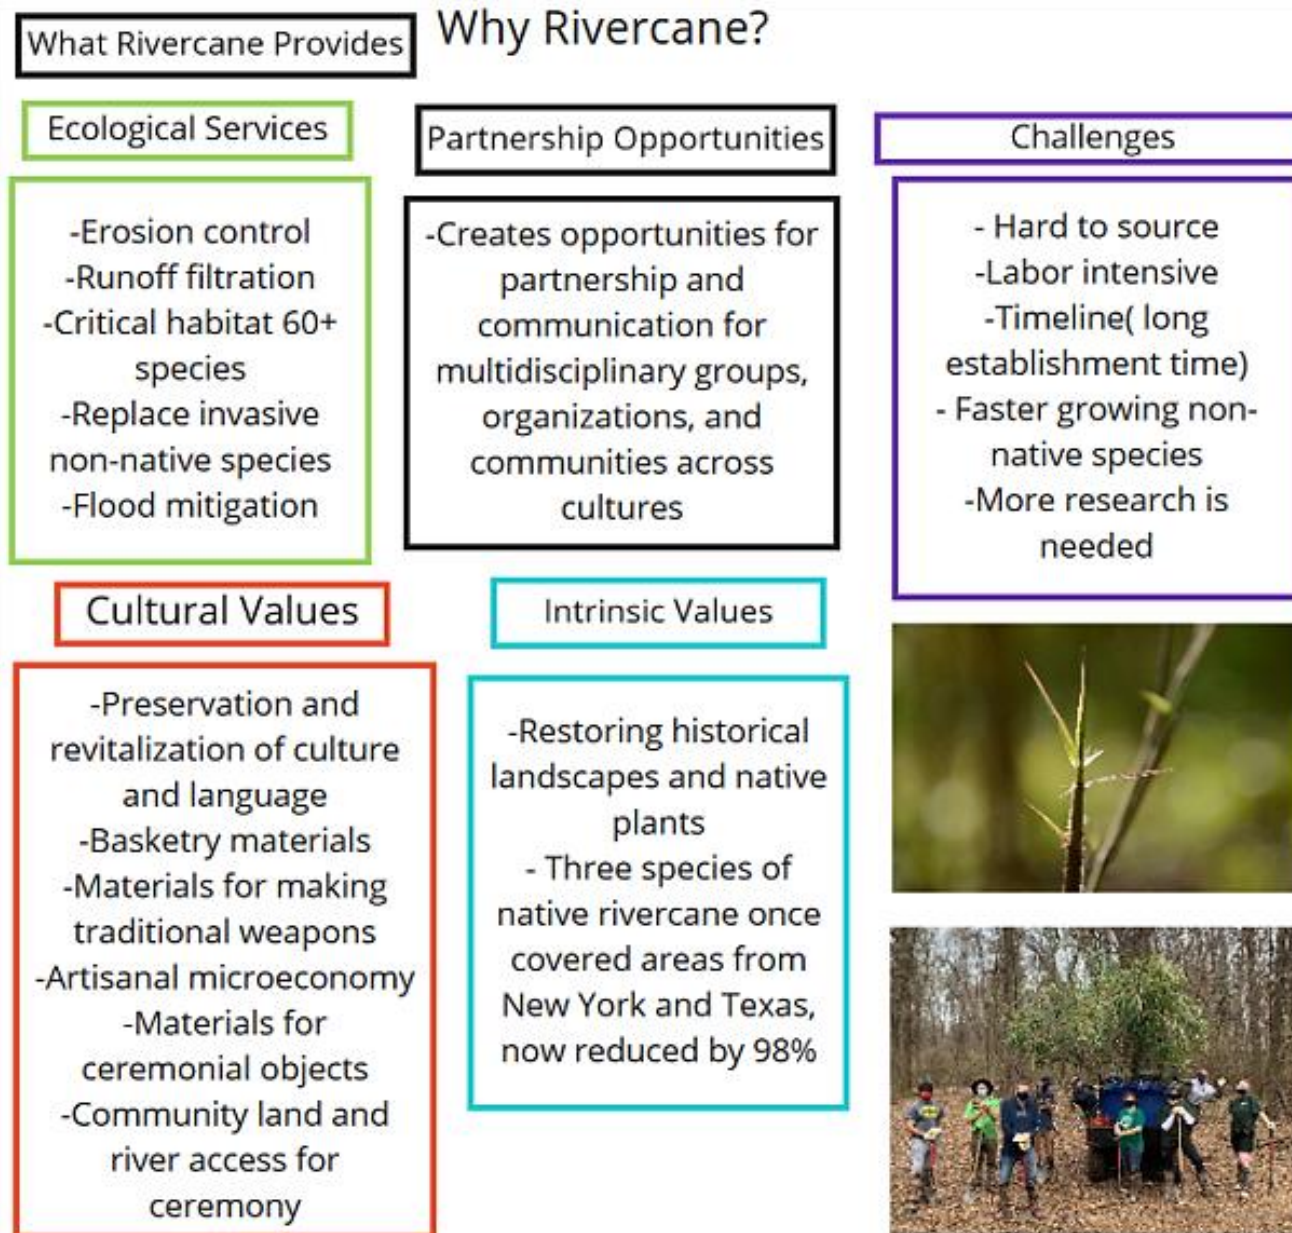 Why Rivercane?
What Rivercane Provides
Ecological Services
-Erosion control
-Runoff filtration
-Critical habitat 60+
species
-Replace invasive
non-native species
-Flood mitigation
Partnership Opportunities
-Creates opportunities for
partnership and
communication for
multidisciplinary groups,
organizations, and
communities across
cultures
Challenges
- Hard to source
-Labor intensive
-Timeline( long
establishment time)
- Faster growing non-
native species
-More research is
needed
Cultural Values
-Preservation and
revitalization of culture
and language
-Basketry materials
-Materials for making
traditional weapons
-Artisanal microeconomy
-Materials for
ceremonial objects
-Community land and
river access for
ceremony
Intrinsic Values
-Restoring historical
landscapes and native
plants
- Three species of
native rivercane once
covered areas from
New York and Texas,
now reduced by 98%